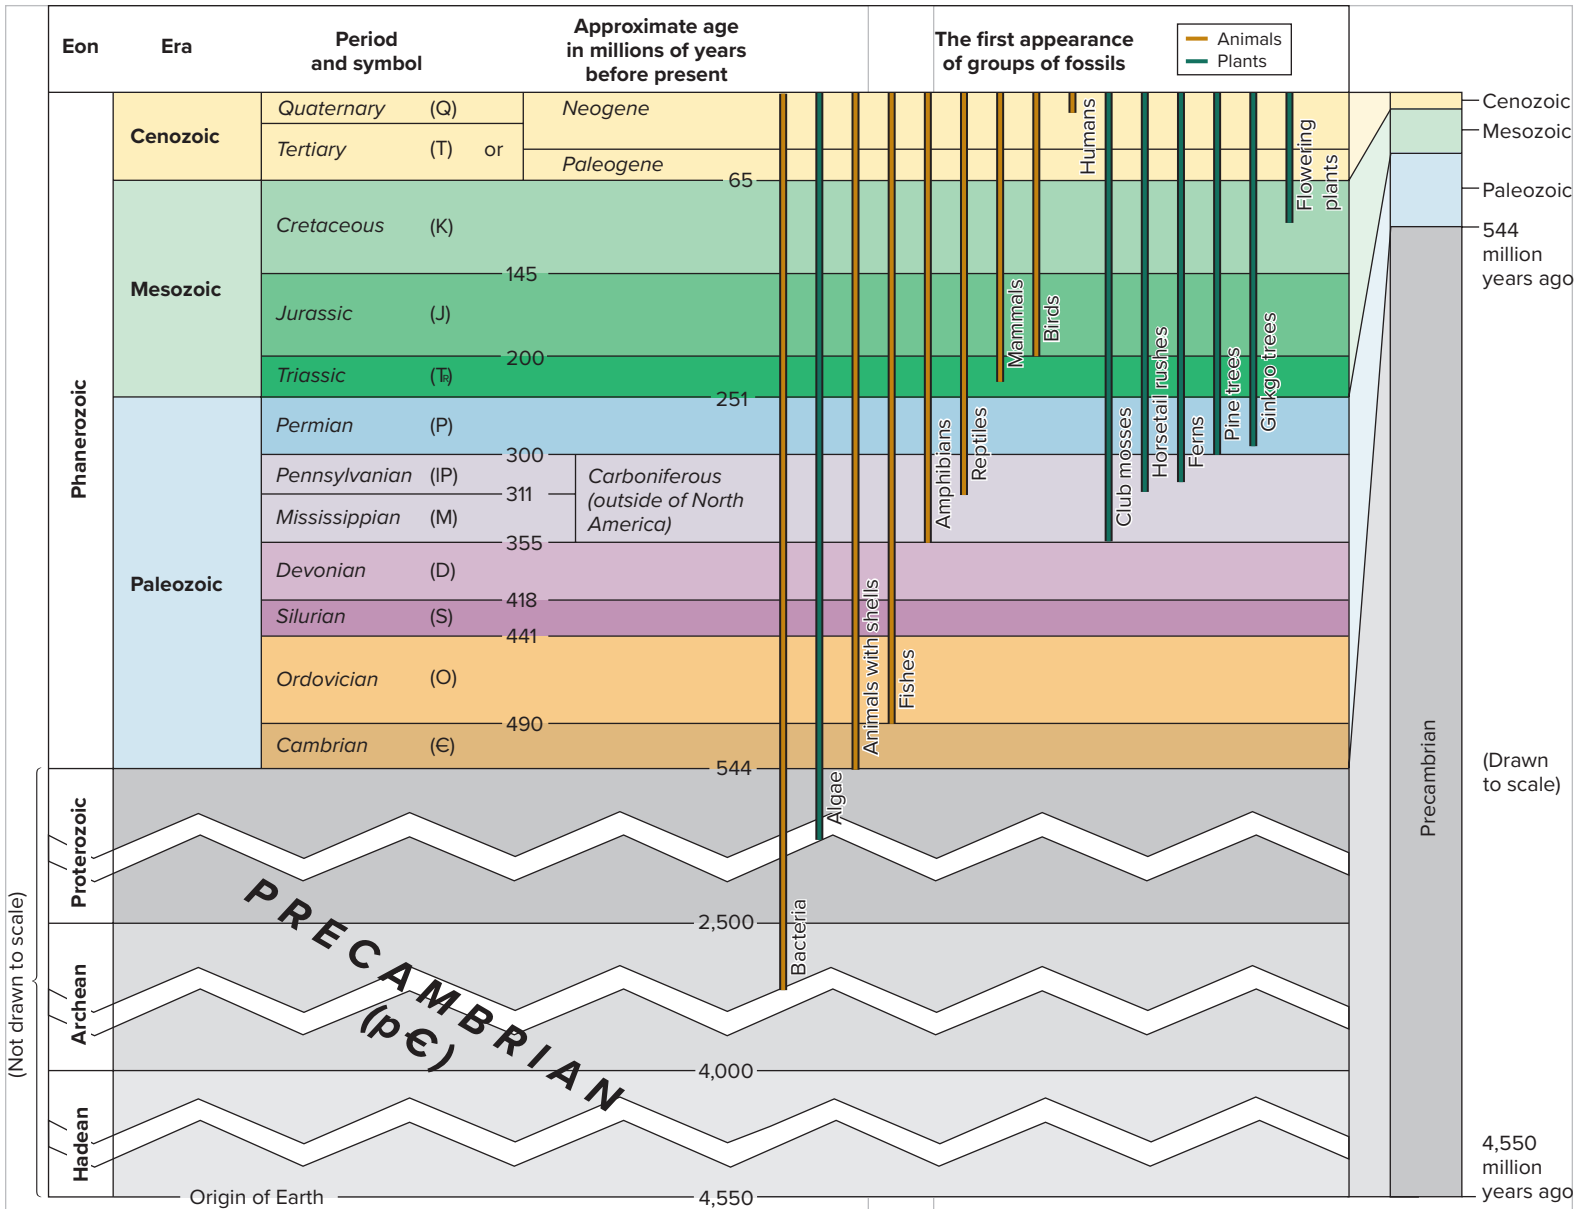 Eon
Era
Period
and symbol
Approximate age
in millions of years
before present
The first appearance
of groups of fossils
Animals
Plants
Phanerozoic
Cenozoic
Quaternary (Q)
Tertiary (T) or
Neogene
Paleogene
65
Mesozoic
Cretaceous (K)
145
Jurassic (J)
200
Triassic (TR)
251
Paleozoic
Permian (P)
300
Pennsylvanian (IP)
311
Mississippian (M)
Carboniferous
(outside of North
America)
355
Devonian (D)
418
Silurian (S)
441
Ordovician (O)
490
Cambrian (Є)
544
Proterozoic
2,500
Archean
4,000
Hadean
Origin of Earth
4,550
(Not drawn to scale)
PRECAMBRIAN
(pЄ)
Bacteria
Algae
Animals with shells
Fishes
Amphibians
Reptiles
Mammals
Birds
Humans
Club mosses
Horsetail rushes
Ferns
Pine trees
Ginkgo trees
Flowering
plants
Cenozoic
Mesozoic
Paleozoic
544
million
years ago
Precambrian
(Drawn
to scale)
4,550
million
years ago